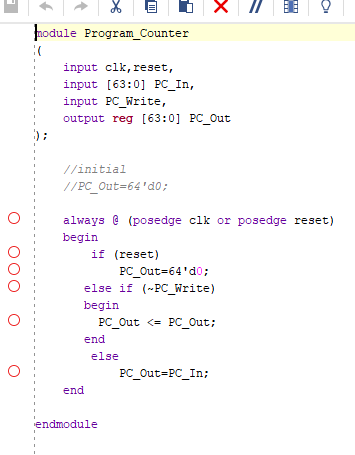 module Program_Counter
(
input clk,reset,
input [63:0] PC_In,
input PC_Write,
output reg [63:0] PC_Out
);
//initial
//PC_Out=64'd0;
always @ (posedge clk or posedge reset)
begin
if (reset)
PC_Out=64'd0;
else if (~PC_Write)
begin
PC_Out <= PC_Out;
end
else
PC_Out=PC_In;
end
endmodule